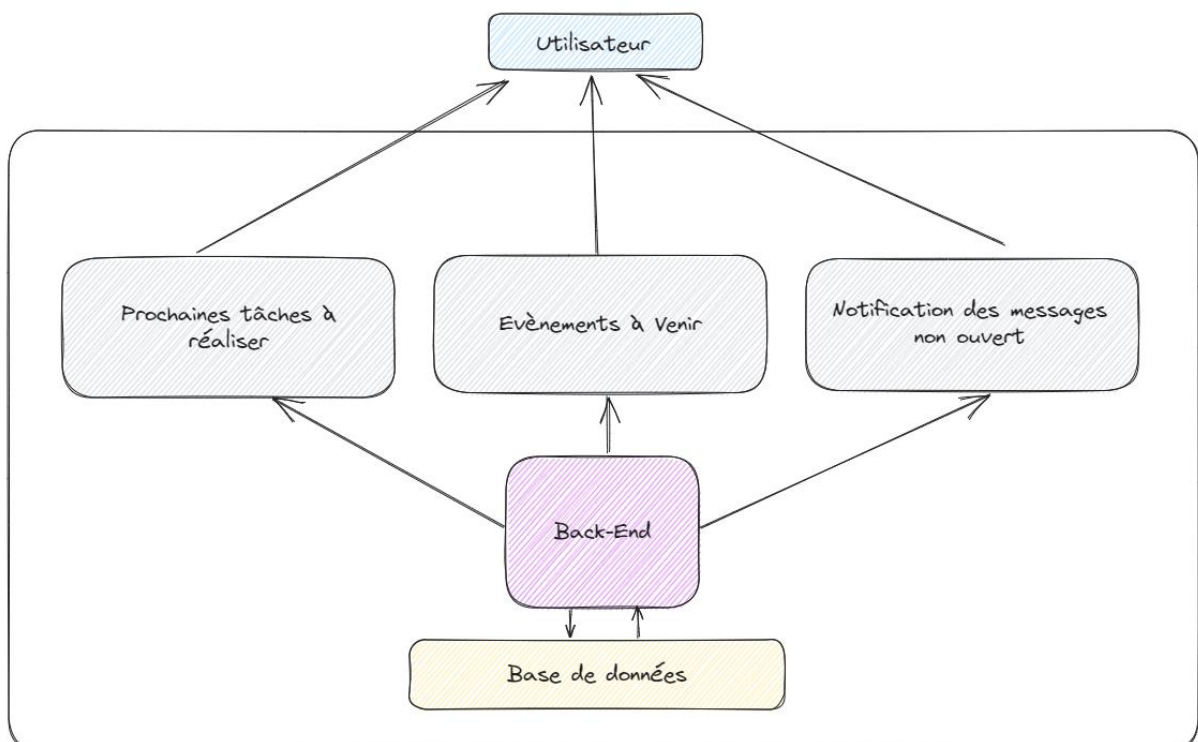 Utilisateur
Prochaines tâches à
réaliser
Evènements à Venir
Notification des messages
non ouvert
Back-End
Base de données